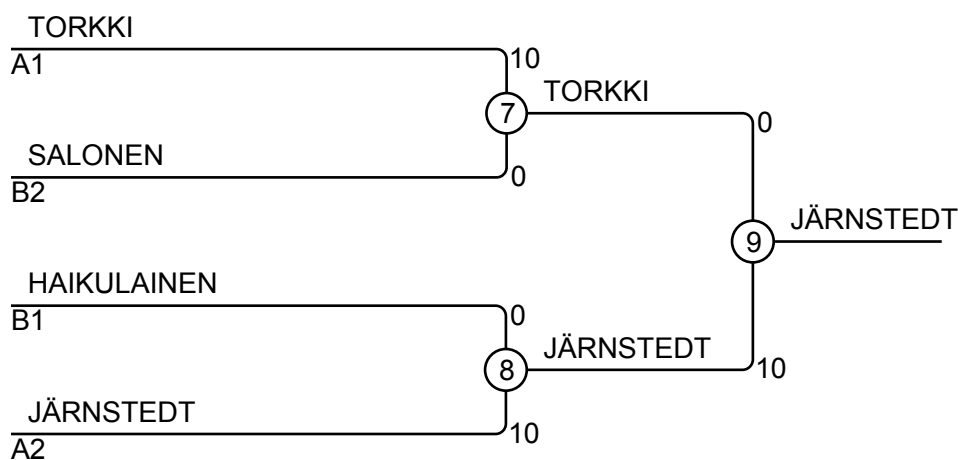 TORKKI
A1
10
7
TORKKI
0
SALONEN
B2
0
9
JÄRNSTEDT
HAIKULAINEN
B1
0
8
JÄRNSTEDT
10
JÄRNSTEDT
A2
10